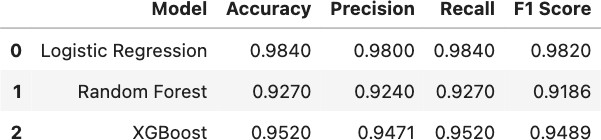 Model Accuracy Precision Recall F1 Score
0 Logistic Regression 0.9840 0.9800 0.9840 0.9820
1 Random Forest 0.9270 0.9240 0.9270 0.9186
2 XGBoost 0.9520 0.9471 0.9520 0.9489